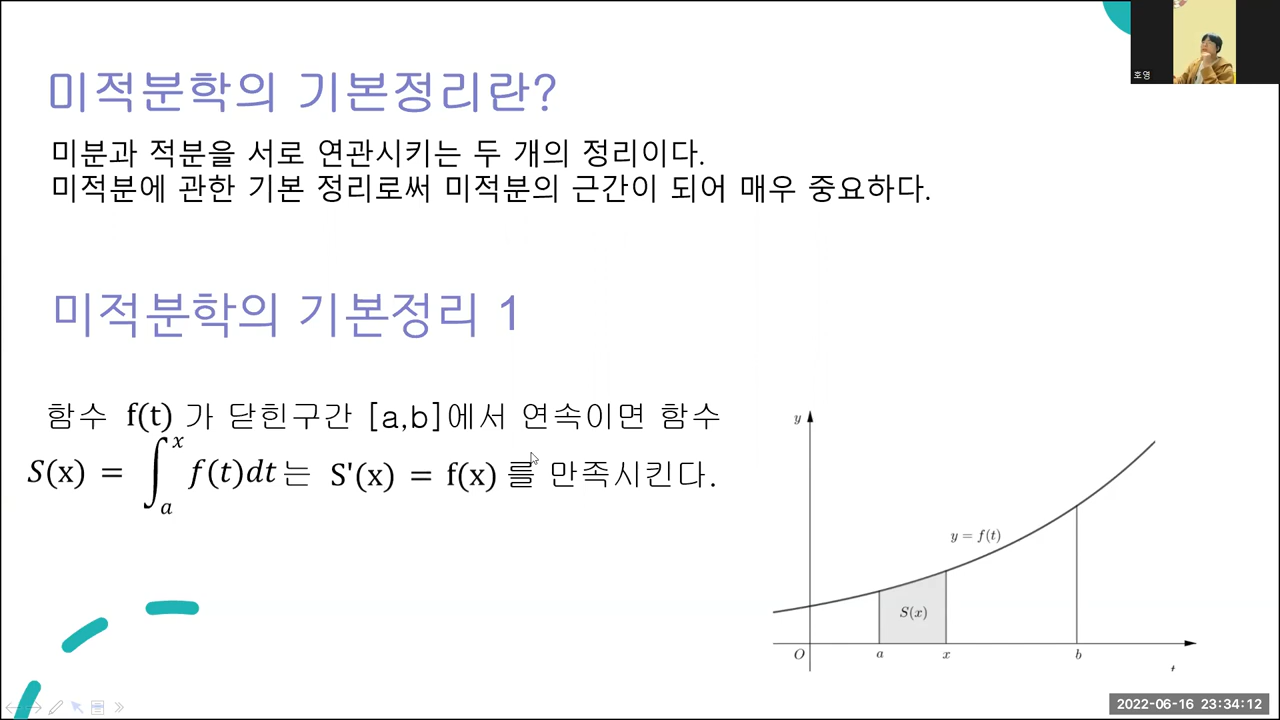 호영
미적분학의 기본정리란?
미분과 적분을 서로 연관시키는 두 개의 정리이다.
미적분에 관한 기본 정리로써 미적분의 근간이 되어 매우 중요하다.
미적분학의 기본정리 1
함수 f(t) 가 닫힌구간 [a,b]에서 연속이면 함수
S(x) = ∫ₐˣ f(t)dt는 S'(x) = f(x) 를 만족시킨다.
y
y = f(t)
S(x)
O a x b
t
2022-06-16 23:34:12